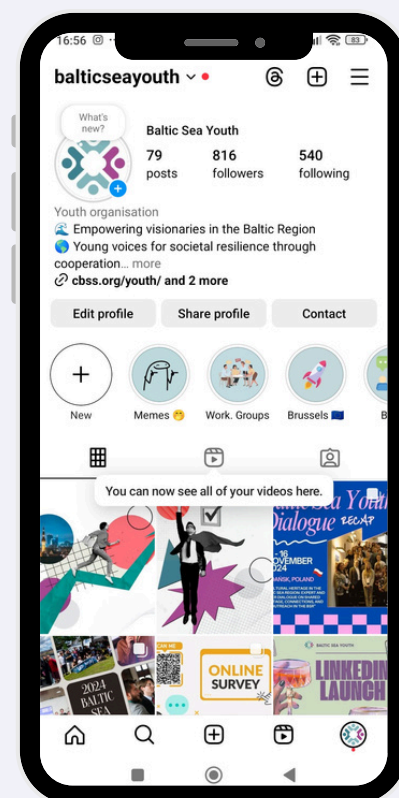 16:56
83
balticseayouth
What's
new?
Baltic Sea Youth
79 816 540
posts followers following
Youth organisation
🌊 Empowering visionaries in the Baltic Region
🌎 Young voices for societal resilience through
cooperation... more
cbss.org/youth/ and 2 more
Edit profile Share profile Contact
New Memes 🤭 Work. Groups Brussels 🇪🇺 B
You can now see all of your videos here.
Sea Youth
Dialogue RECAP
- 16
NOVEMBER
2024
GDAŃSK, POLAND
2024
BALTIC
SEA
ONLINE
SURVEY
BALTIC SEA YOUTH
LINKEDIN
LAUNCH